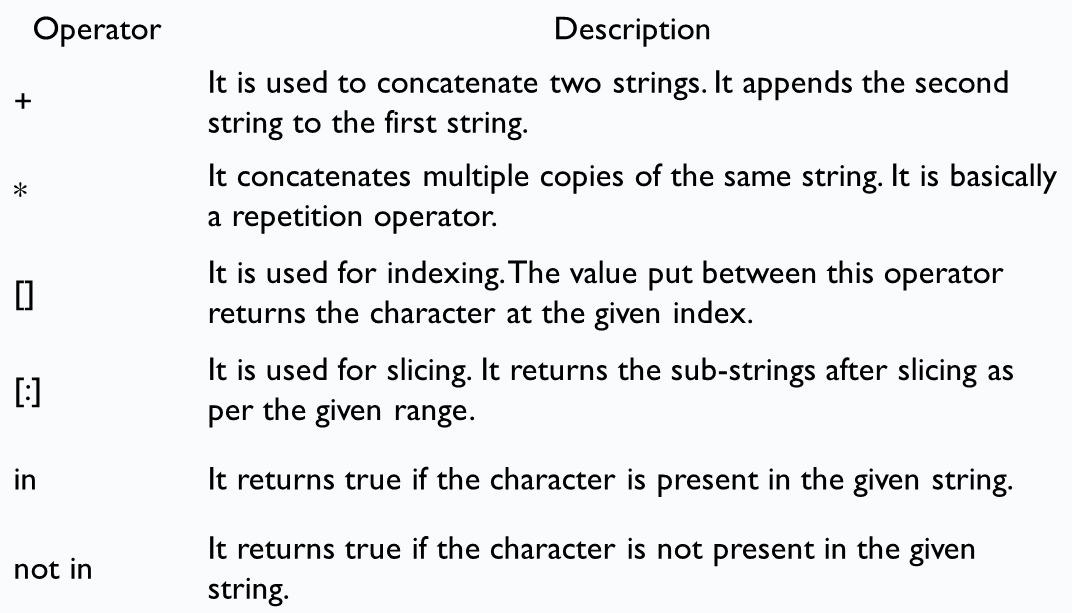 Operator Description
+ It is used to concatenate two strings. It appends the second
string to the first string.
* It concatenates multiple copies of the same string. It is basically
a repetition operator.
[] It is used for indexing. The value put between this operator
returns the character at the given index.
[:] It is used for slicing. It returns the sub-strings after slicing as
per the given range.
in It returns true if the character is present in the given string.
not in It returns true if the character is not present in the given
string.